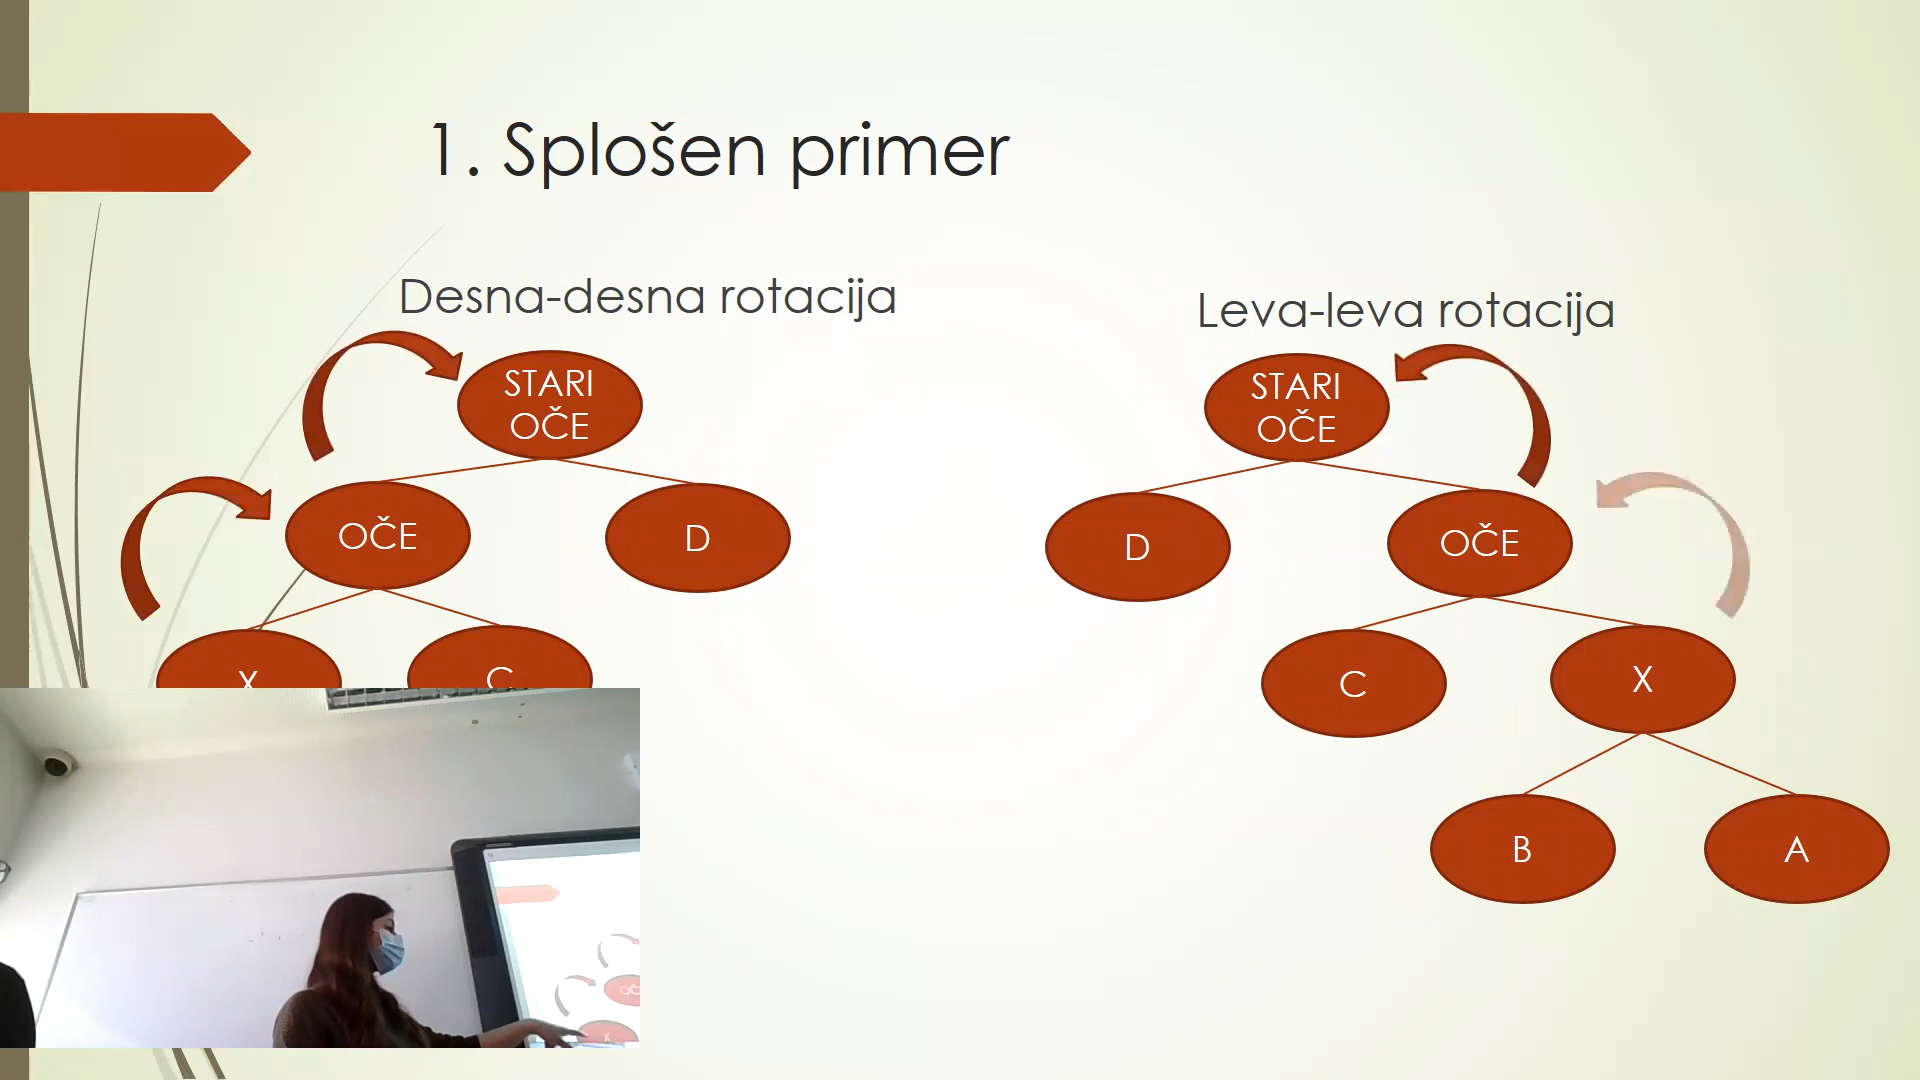 1. Splošen primer
Desna-desna rotacija
STARI
OČE
OČE
D
X
C
Leva-leva rotacija
STARI
OČE
D
OČE
C
X
B
A